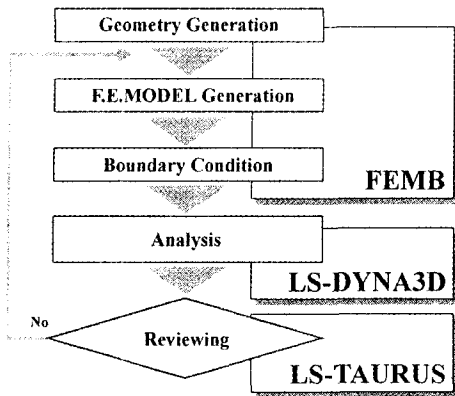 Geometry Generation
F.E.MODEL Generation
Boundary Condition
FEMB
Analysis
LS-DYNA3D
No
Reviewing
LS-TAURUS